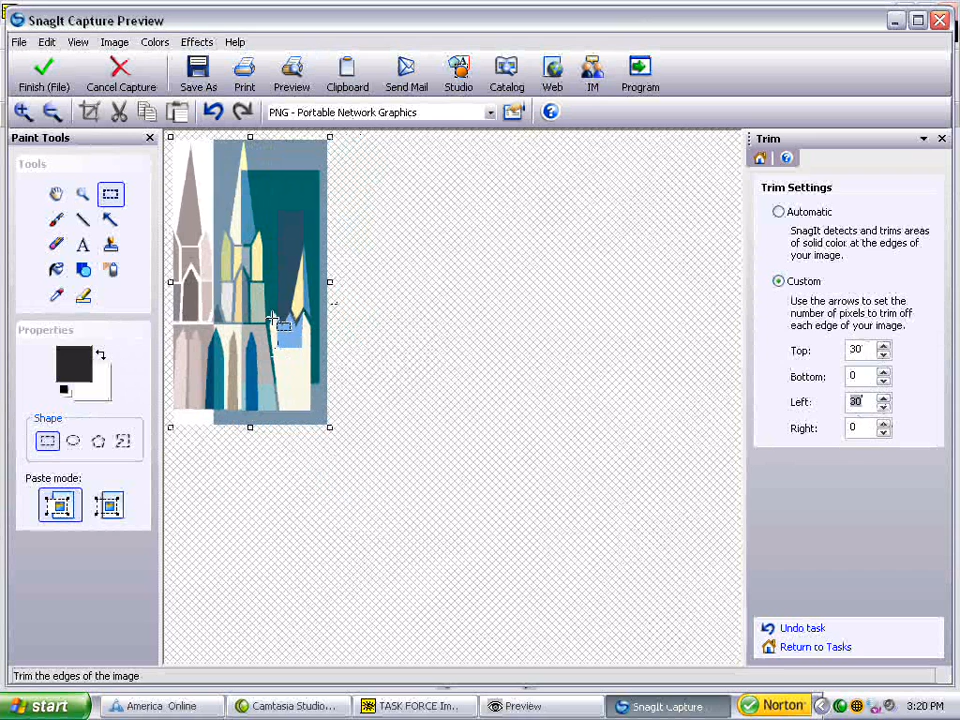 SnagIt Capture Preview
File Edit View Image Colors Effects Help
Finish (File) Cancel Capture Save As Print Preview Clipboard Send Mail Studio Catalog Web IM Program
PNG - Portable Network Graphics
Paint Tools
Tools
Properties
Shape
Paste mode:
Trim
Trim Settings
Automatic
SnagIt detects and trims areas
of solid color at the edges of
your image.
Custom
Use the arrows to set the
number of pixels to trim off
each edge of your image.
Top: 30
Bottom: 0
Left: 30
Right: 0
Undo task
Return to Tasks
Trim the edges of the image
start America Online Camtasia Studio... TASK FORCE Im... Preview SnagIt Capture Norton 3:20 PM